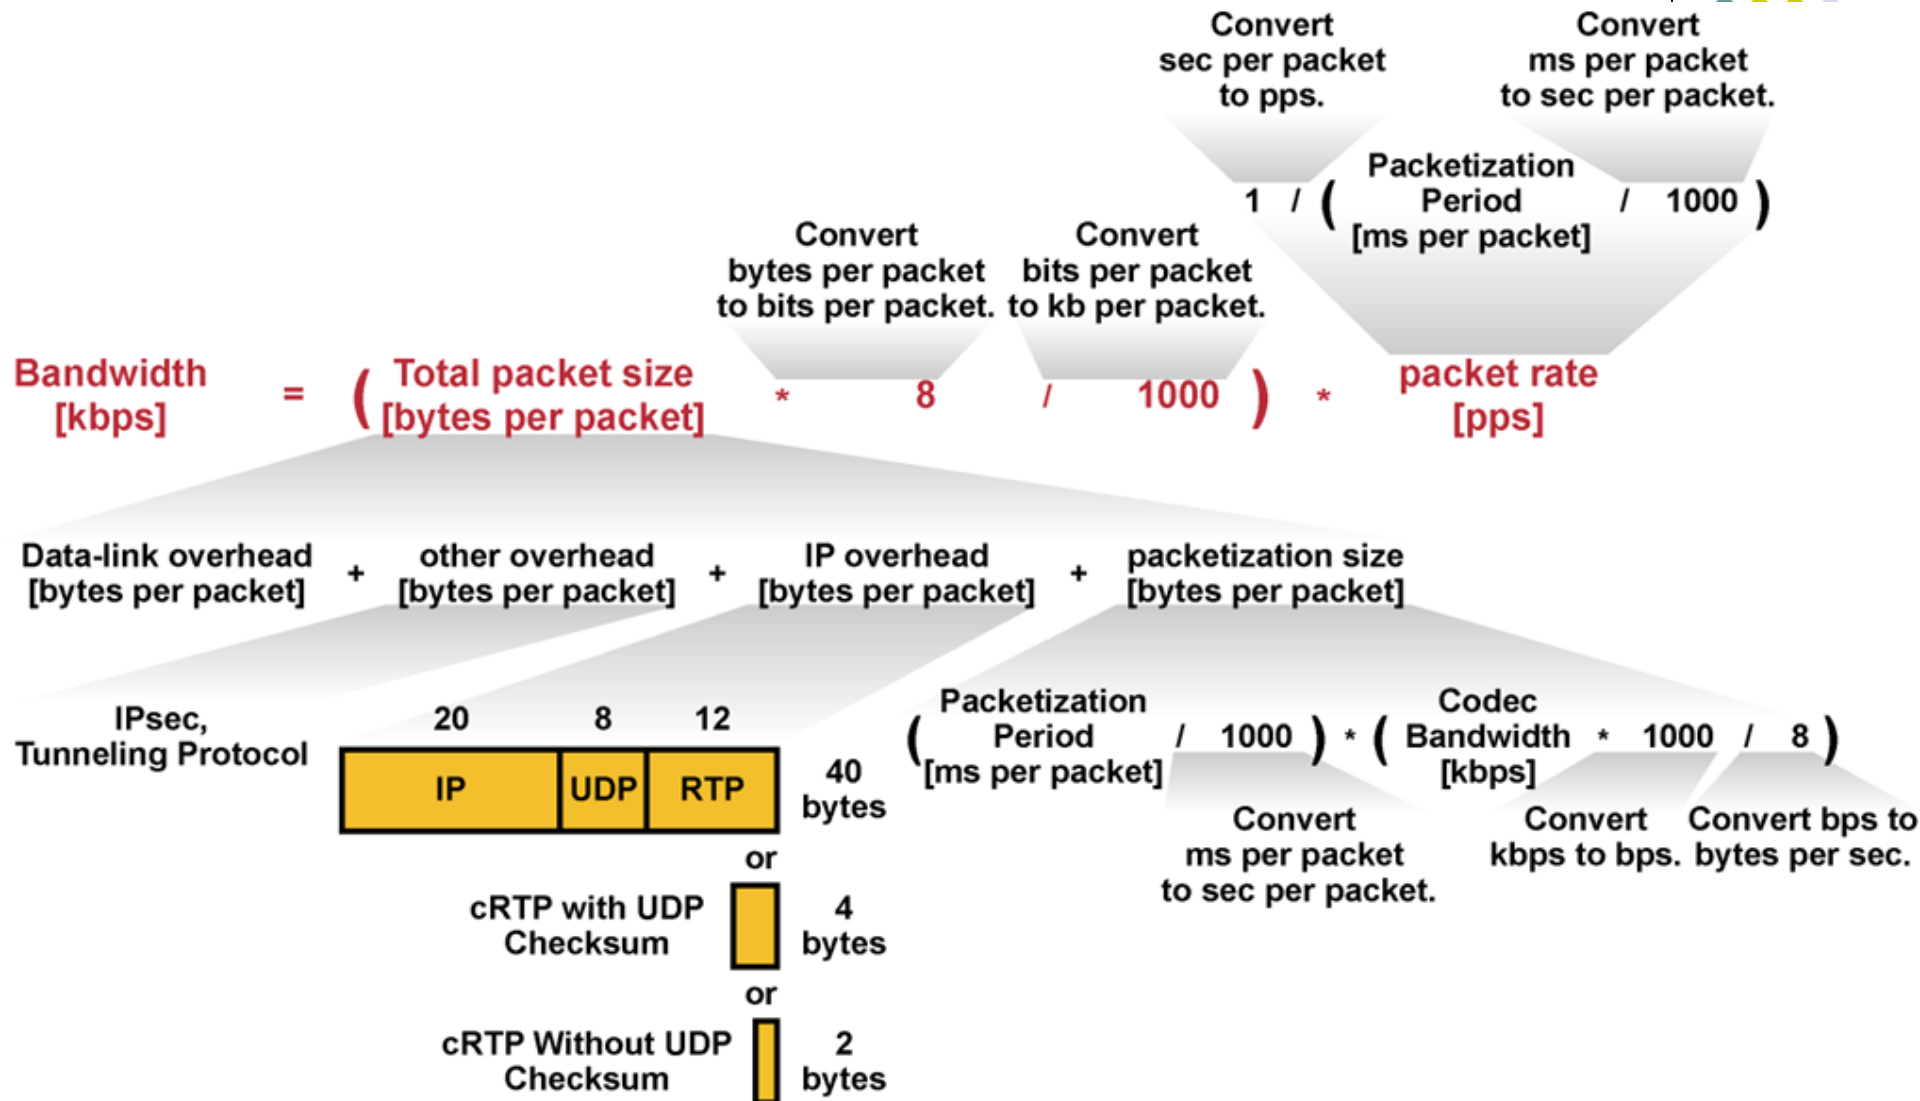 Convert
sec per packet
to pps.
Convert
ms per packet
to sec per packet.
1 / ( Packetization
Period
[ms per packet] / 1000 )
Convert
bytes per packet
to bits per packet.
Convert
bits per packet
to kb per packet.
Bandwidth
[kbps]
=
( Total packet size
[bytes per packet]
* 8 / 1000 ) *
packet rate
[pps]
Data-link overhead
[bytes per packet]
+
other overhead
[bytes per packet]
+
IP overhead
[bytes per packet]
+
packetization size
[bytes per packet]
IPsec,
Tunneling Protocol
20 8 12
IP UDP RTP
40
bytes
or
cRTP with UDP
Checksum
4
bytes
or
cRTP Without UDP
Checksum
2
bytes
( Packetization
Period
[ms per packet]
/ 1000 ) * (
Codec
Bandwidth
[kbps]
* 1000 / 8 )
Convert
ms per packet
to sec per packet.
Convert
kbps to bps.
Convert bps to
bytes per sec.